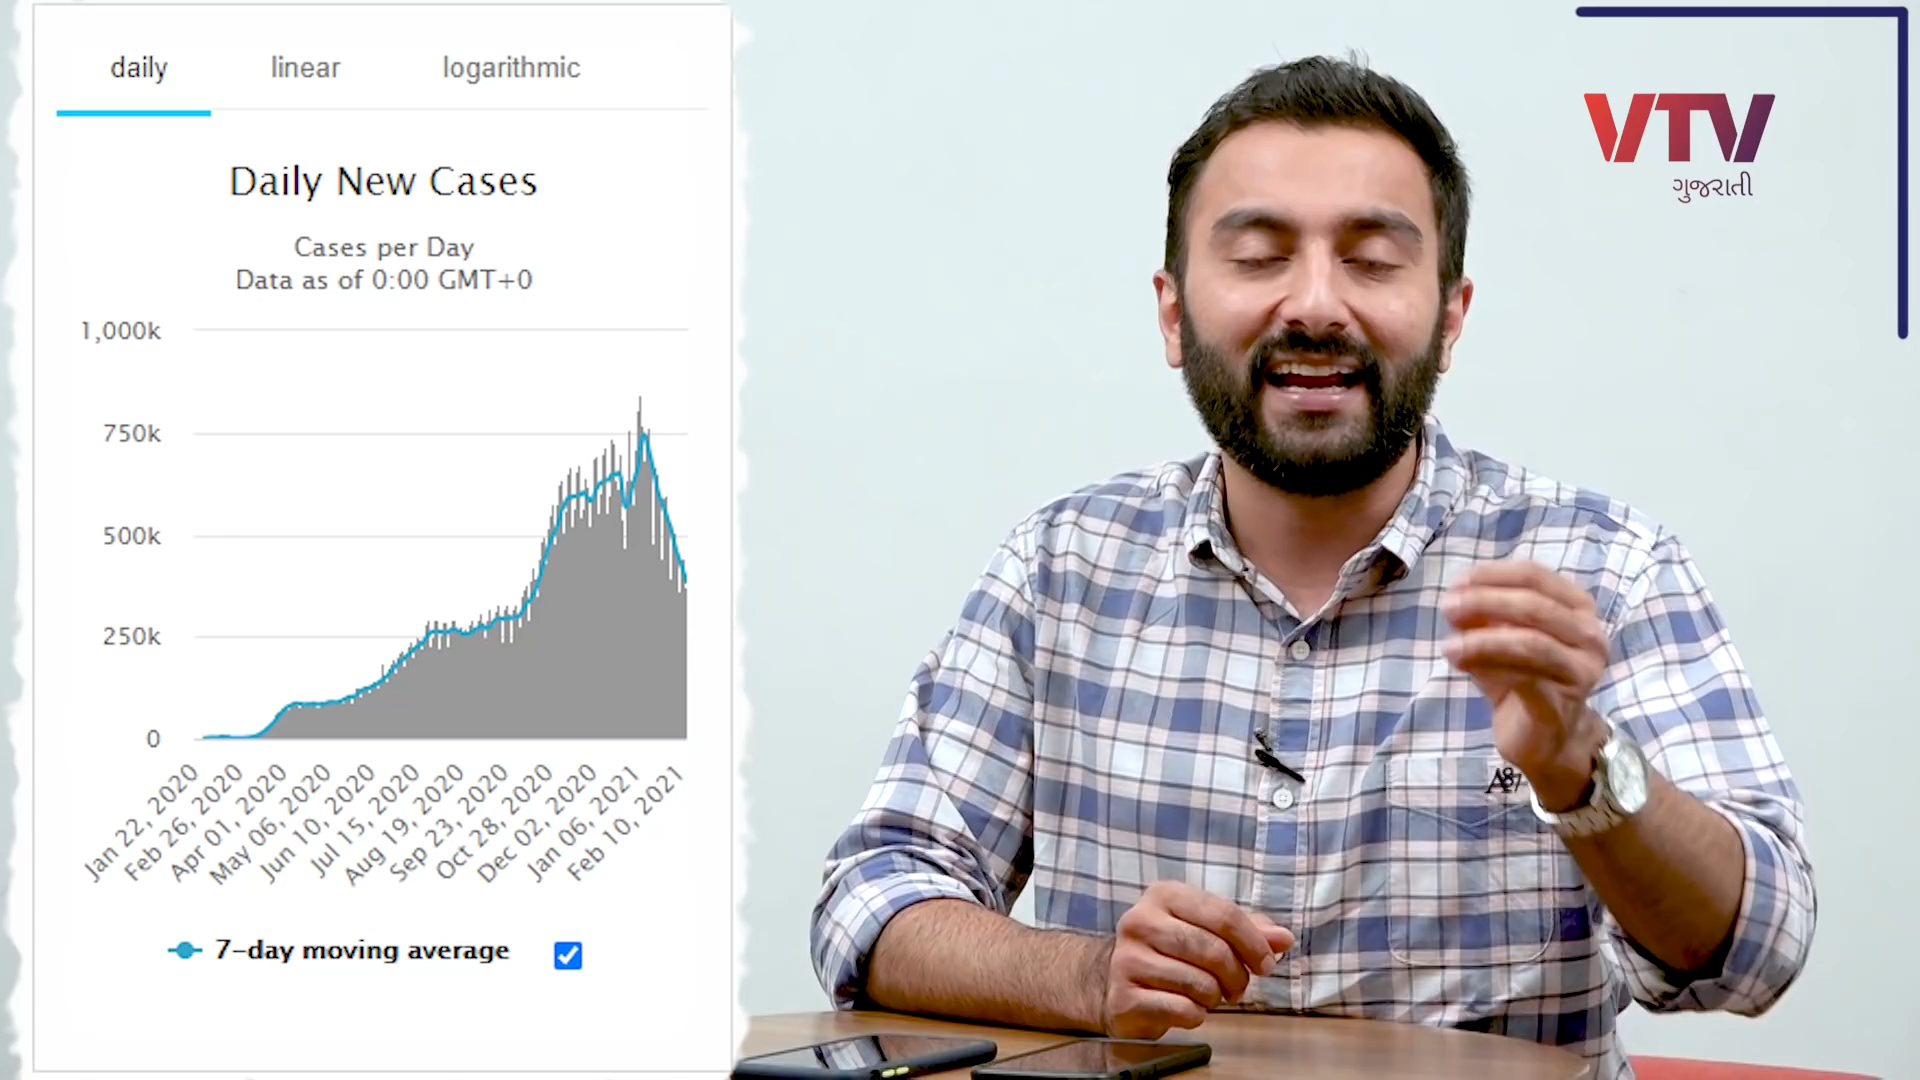 daily linear logarithmic
Daily New Cases
Cases per Day
Data as of 0:00 GMT+0
1,000k
750k
500k
250k
0
Jan 22, 2020
Feb 26, 2020
Apr 01, 2020
May 06, 2020
Jun 10, 2020
Jul 15, 2020
Aug 19, 2020
Sep 23, 2020
Oct 28, 2020
Dec 02, 2020
Jan 06, 2021
Feb 10, 2021
7-day moving average
VTV
ગુજરાતી
A87